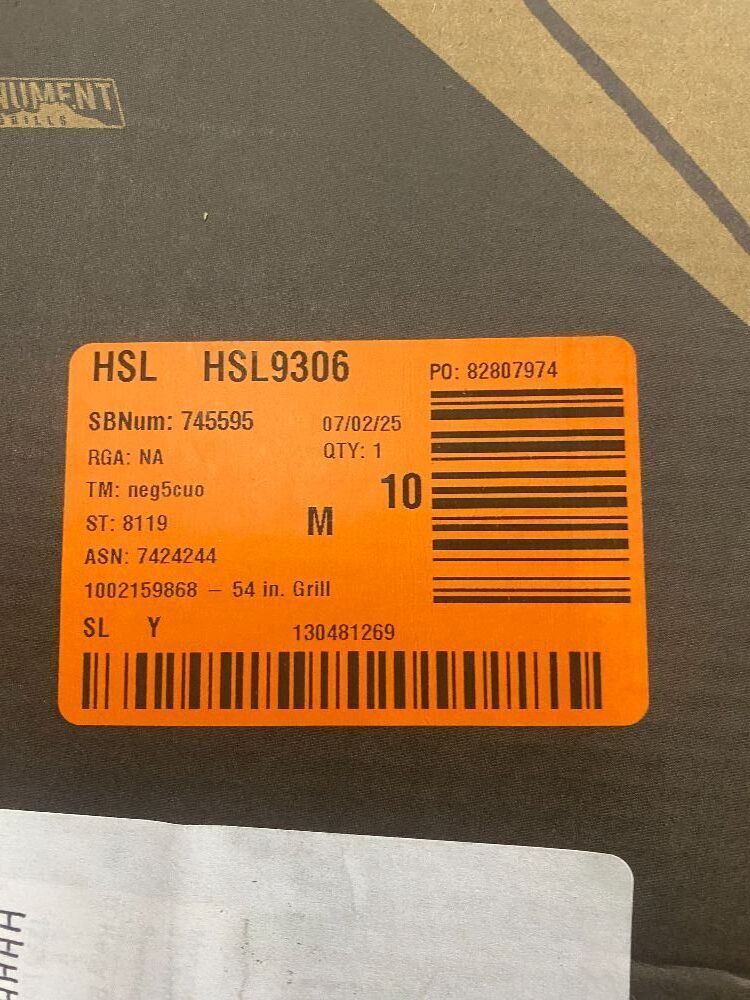 NUMENT
GRILLS
HSL HSL9306 PO: 82807974
SBNum: 745595 07/02/25
RGA: NA QTY: 1
TM: neg5cuo 10
ST: 8119 M
ASN: 7424244
1002159868 – 54 in. Grill
SL Y 130481269